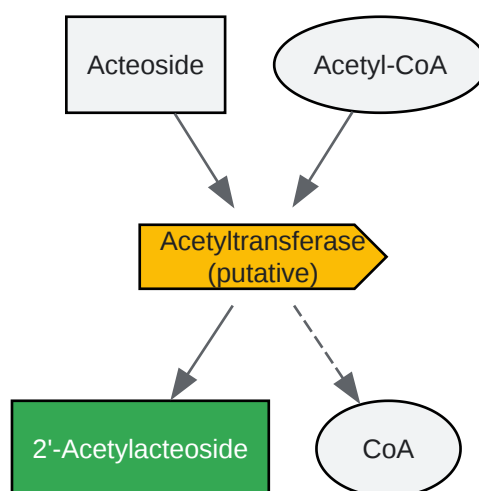 Acteoside
Acetyl-CoA
Acetyltransferase
(putative)
2'-Acetylacteoside
CoA